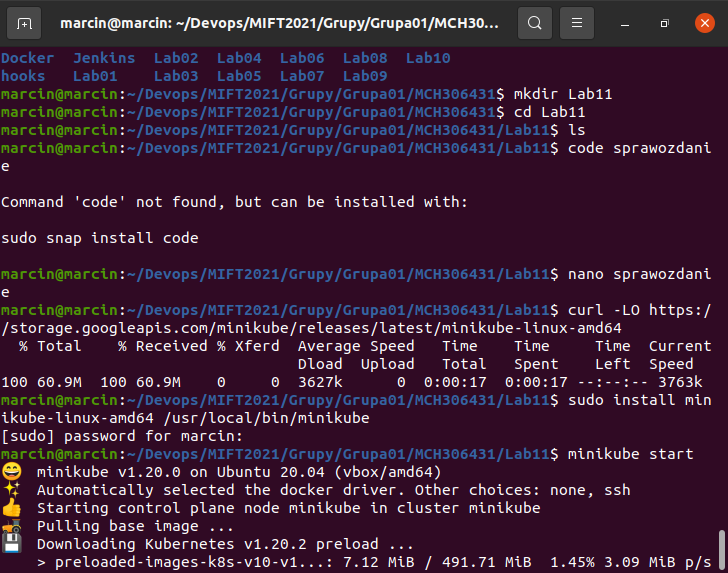 marcin@marcin: ~/Devops/MIFT2021/Grupy/Grupa01/MCH30...
Docker  Jenkins  Lab02  Lab04  Lab06  Lab08  Lab10
hooks   Lab01    Lab03  Lab05  Lab07  Lab09
marcin@marcin:~/Devops/MIFT2021/Grupy/Grupa01/MCH306431$ mkdir Lab11
marcin@marcin:~/Devops/MIFT2021/Grupy/Grupa01/MCH306431$ cd Lab11
marcin@marcin:~/Devops/MIFT2021/Grupy/Grupa01/MCH306431/Lab11$ ls
marcin@marcin:~/Devops/MIFT2021/Grupy/Grupa01/MCH306431/Lab11$ code sprawozdani
e
Command 'code' not found, but can be installed with:
sudo snap install code
marcin@marcin:~/Devops/MIFT2021/Grupy/Grupa01/MCH306431/Lab11$ nano sprawozdani
e
marcin@marcin:~/Devops/MIFT2021/Grupy/Grupa01/MCH306431/Lab11$ curl -LO https:/
/storage.googleapis.com/minikube/releases/latest/minikube-linux-amd64
  % Total    % Received % Xferd  Average Speed   Time    Time     Time  Current
                                 Dload  Upload   Total   Spent    Left  Speed
100 60.9M  100 60.9M    0     0  3627k      0  0:00:17  0:00:17 --:--:-- 3763k
marcin@marcin:~/Devops/MIFT2021/Grupy/Grupa01/MCH306431/Lab11$ sudo install min
ikube-linux-amd64 /usr/local/bin/minikube
[sudo] password for marcin:
marcin@marcin:~/Devops/MIFT2021/Grupy/Grupa01/MCH306431/Lab11$ minikube start
😄  minikube v1.20.0 on Ubuntu 20.04 (vbox/amd64)
✨  Automatically selected the docker driver. Other choices: none, ssh
👍  Starting control plane node minikube in cluster minikube
🚜  Pulling base image ...
💾  Downloading Kubernetes v1.20.2 preload ...
    > preloaded-images-k8s-v10-v1...: 7.12 MiB / 491.71 MiB  1.45% 3.09 MiB p/s